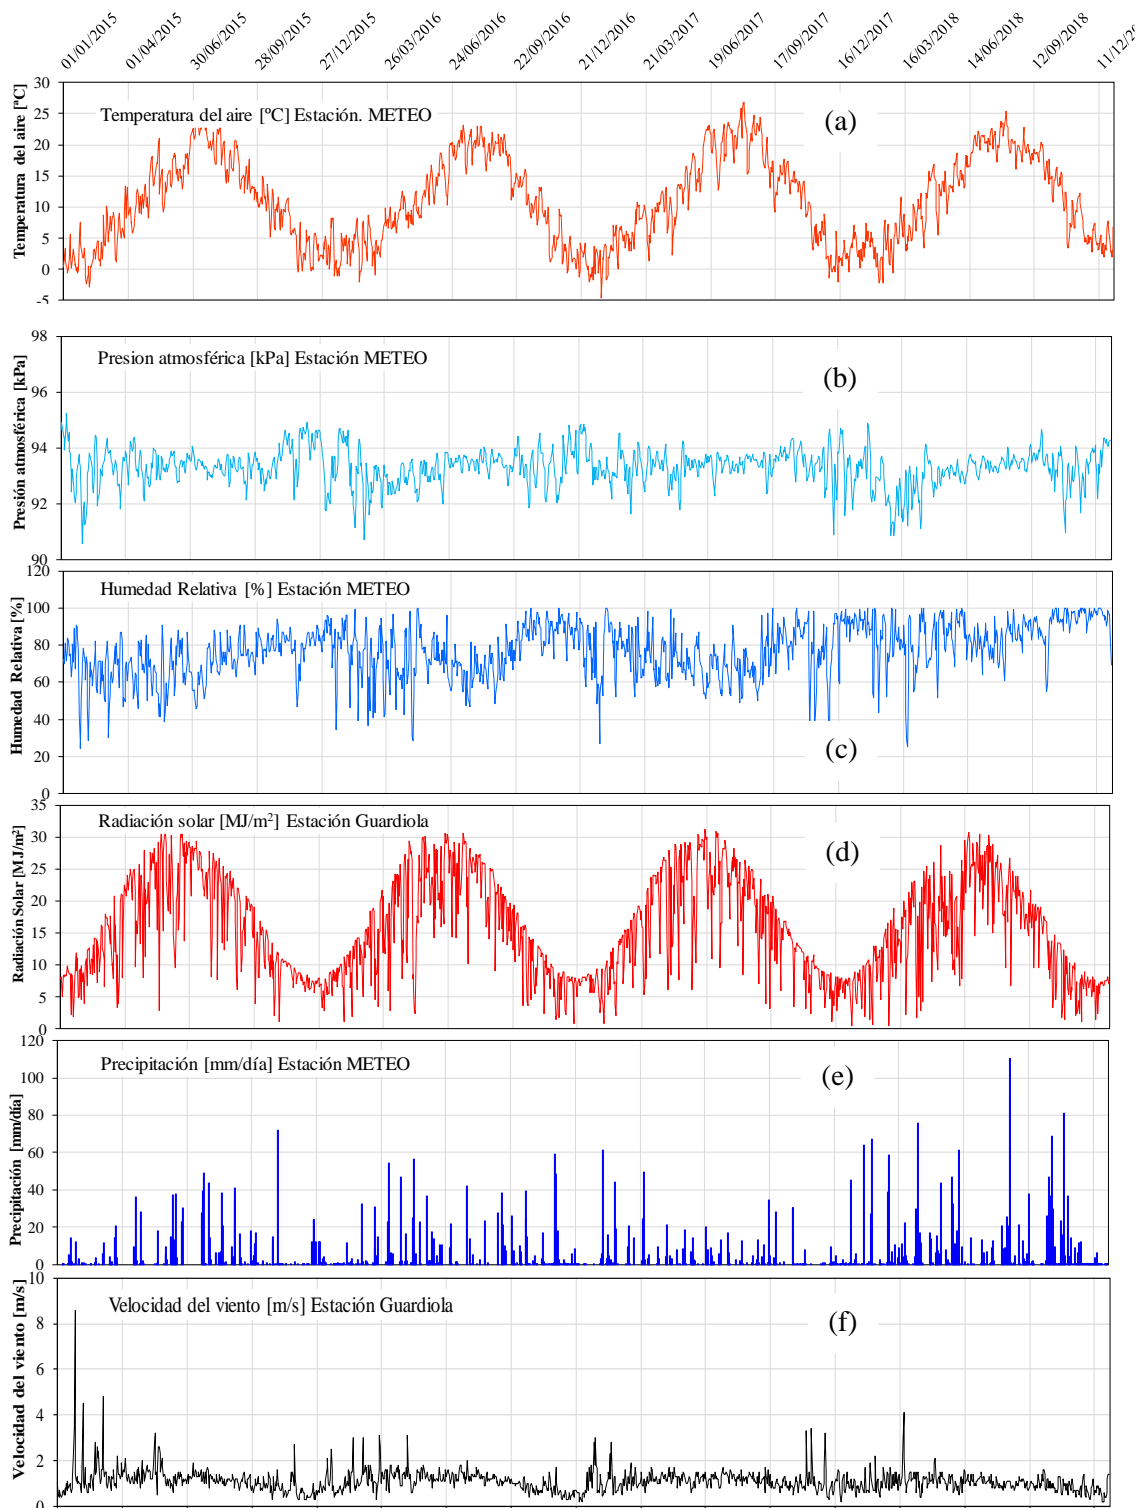 01/01/2015 01/04/2015 30/06/2015 28/09/2015 27/12/2015 26/03/2016 24/06/2016 22/09/2016 21/12/2016 21/03/2017 19/06/2017 17/09/2017 16/12/2017 16/03/2018 14/06/2018 12/09/2018 11/12/20
Temperatura del aire [ºC]
30
25
20
15
10
5
0
-5
Temperatura del aire [ºC] Estación. METEO
(a)
Presión atmosférica [kPa]
98
96
94
92
90
Presion atmosférica [kPa] Estación METEO
(b)
Humedad Relativa [%]
120
100
80
60
40
20
0
Humedad Relativa [%] Estación METEO
(c)
Radiación Solar [MJ/m²]
35
30
25
20
15
10
5
0
Radiación solar [MJ/m²] Estación Guardiola
(d)
Precipitación [mm/día]
120
100
80
60
40
20
0
Precipitación [mm/día] Estación METEO
(e)
Velocidad del viento [m/s]
10
8
6
4
2
0
Velocidad del viento [m/s] Estación Guardiola
(f)